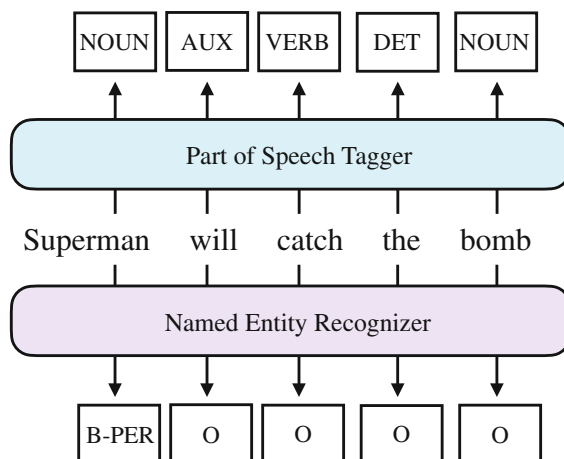 NOUN AUX VERB DET NOUN
Part of Speech Tagger
Superman will catch the bomb
Named Entity Recognizer
B-PER O O O O